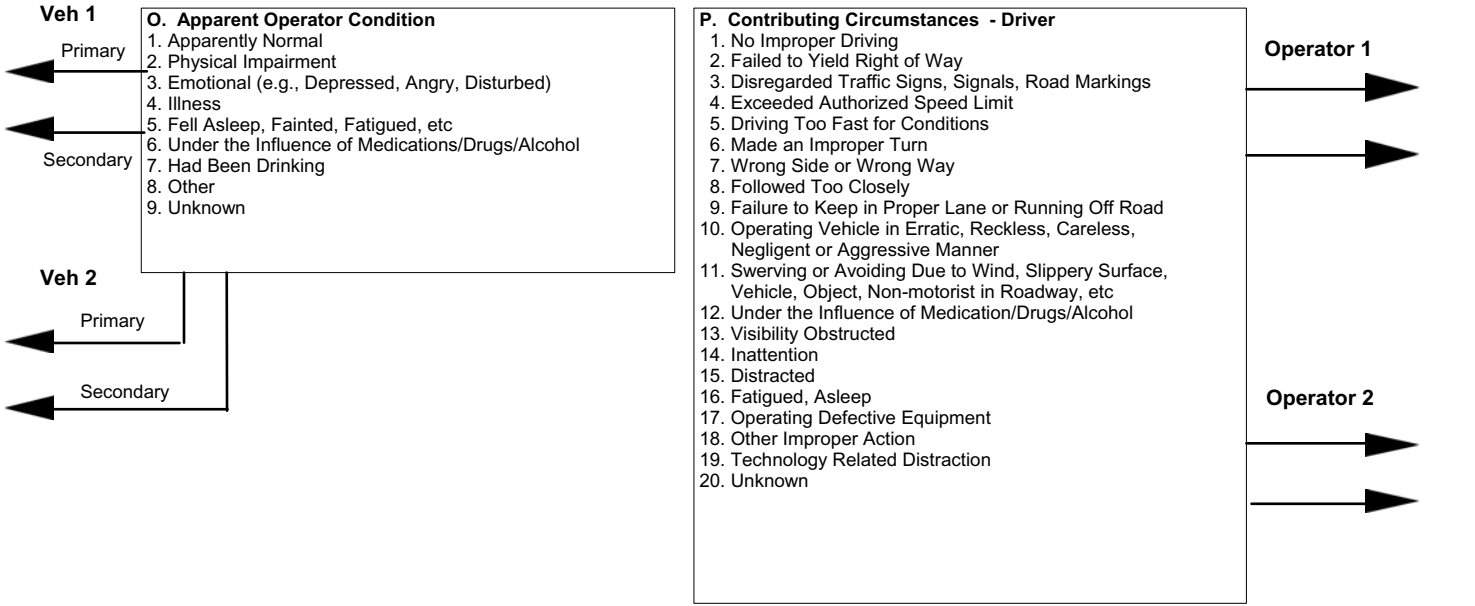 Veh 1
Primary
Secondary
Veh 2
Primary
Secondary
O. Apparent Operator Condition
1. Apparently Normal
2. Physical Impairment
3. Emotional (e.g., Depressed, Angry, Disturbed)
4. Illness
5. Fell Asleep, Fainted, Fatigued, etc
6. Under the Influence of Medications/Drugs/Alcohol
7. Had Been Drinking
8. Other
9. Unknown
P. Contributing Circumstances - Driver
1. No Improper Driving
2. Failed to Yield Right of Way
3. Disregarded Traffic Signs, Signals, Road Markings
4. Exceeded Authorized Speed Limit
5. Driving Too Fast for Conditions
6. Made an Improper Turn
7. Wrong Side or Wrong Way
8. Followed Too Closely
9. Failure to Keep in Proper Lane or Running Off Road
10. Operating Vehicle in Erratic, Reckless, Careless,
Negligent or Aggressive Manner
11. Swerving or Avoiding Due to Wind, Slippery Surface,
Vehicle, Object, Non-motorist in Roadway, etc
12. Under the Influence of Medication/Drugs/Alcohol
13. Visibility Obstructed
14. Inattention
15. Distracted
16. Fatigued, Asleep
17. Operating Defective Equipment
18. Other Improper Action
19. Technology Related Distraction
20. Unknown
Operator 1
Operator 2